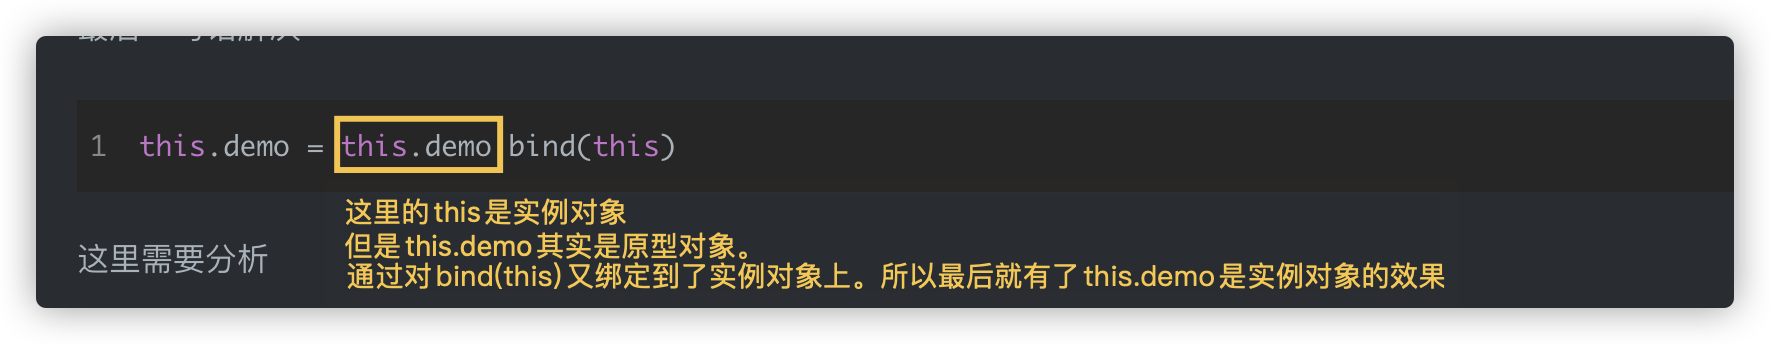 1 this.demo = this.demo bind(this)
这里的this是实例对象
但是this.demo其实是原型对象。
这里需要分析
通过对bind(this)又绑定到了实例对象上。所以最后就有了this.demo是实例对象的效果